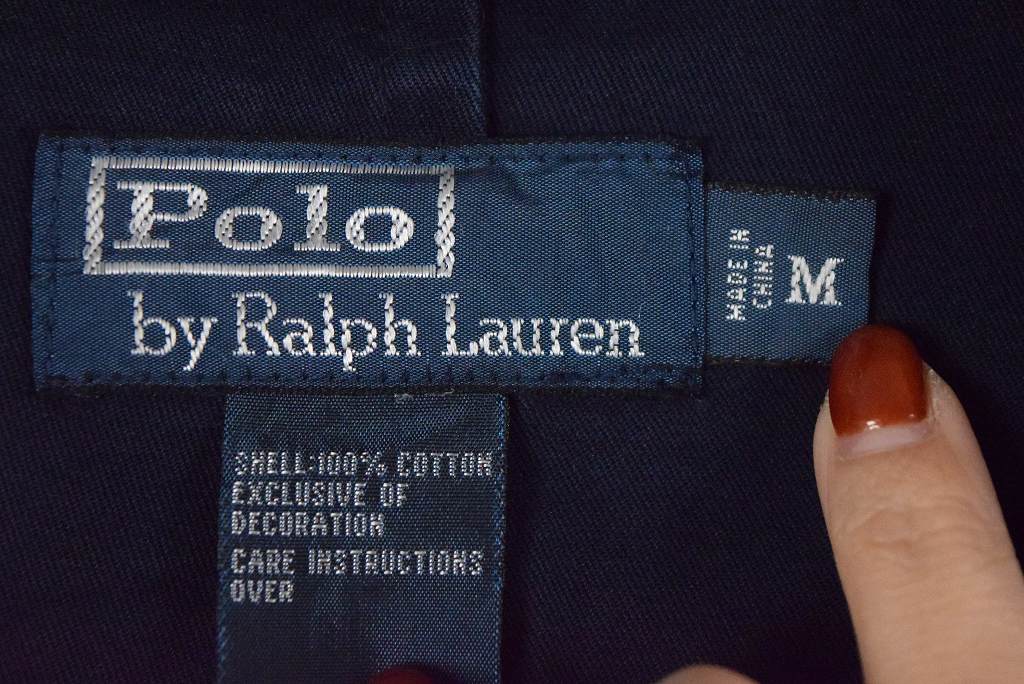 Polo
by Ralph Lauren
MADE IN
CHINA
M
SHELL:100% COTTON
EXCLUSIVE OF
DECORATION
CARE INSTRUCTIONS
OVER